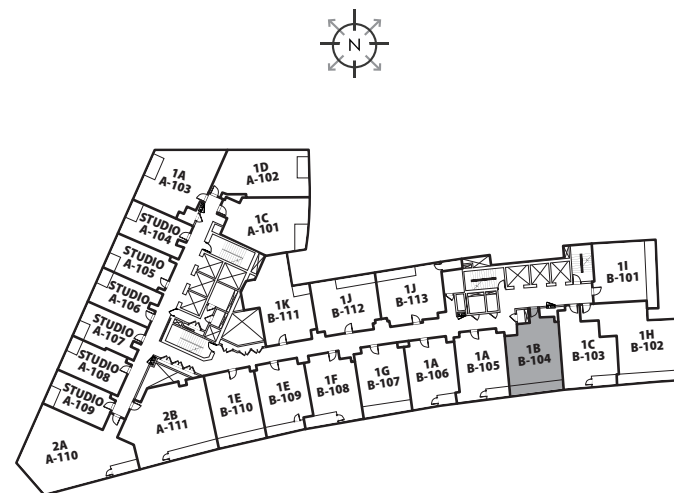 N
1A
A-103
1D
A-102
1C
A-101
STUDIO
A-104
STUDIO
A-105
STUDIO
A-106
STUDIO
A-107
STUDIO
A-108
STUDIO
A-109
2A
A-110
2B
A-111
1K
B-111
1J
B-112
1J
B-113
1I
B-101
1H
B-102
1C
B-103
1B
B-104
1A
B-105
1A
B-106
1G
B-107
1F
B-108
1E
B-109
1E
B-110